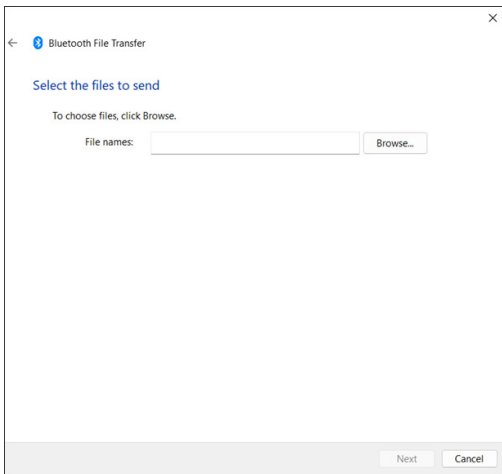 Bluetooth File Transfer
Select the files to send
To choose files, click Browse.
File names: Browse...
Next Cancel